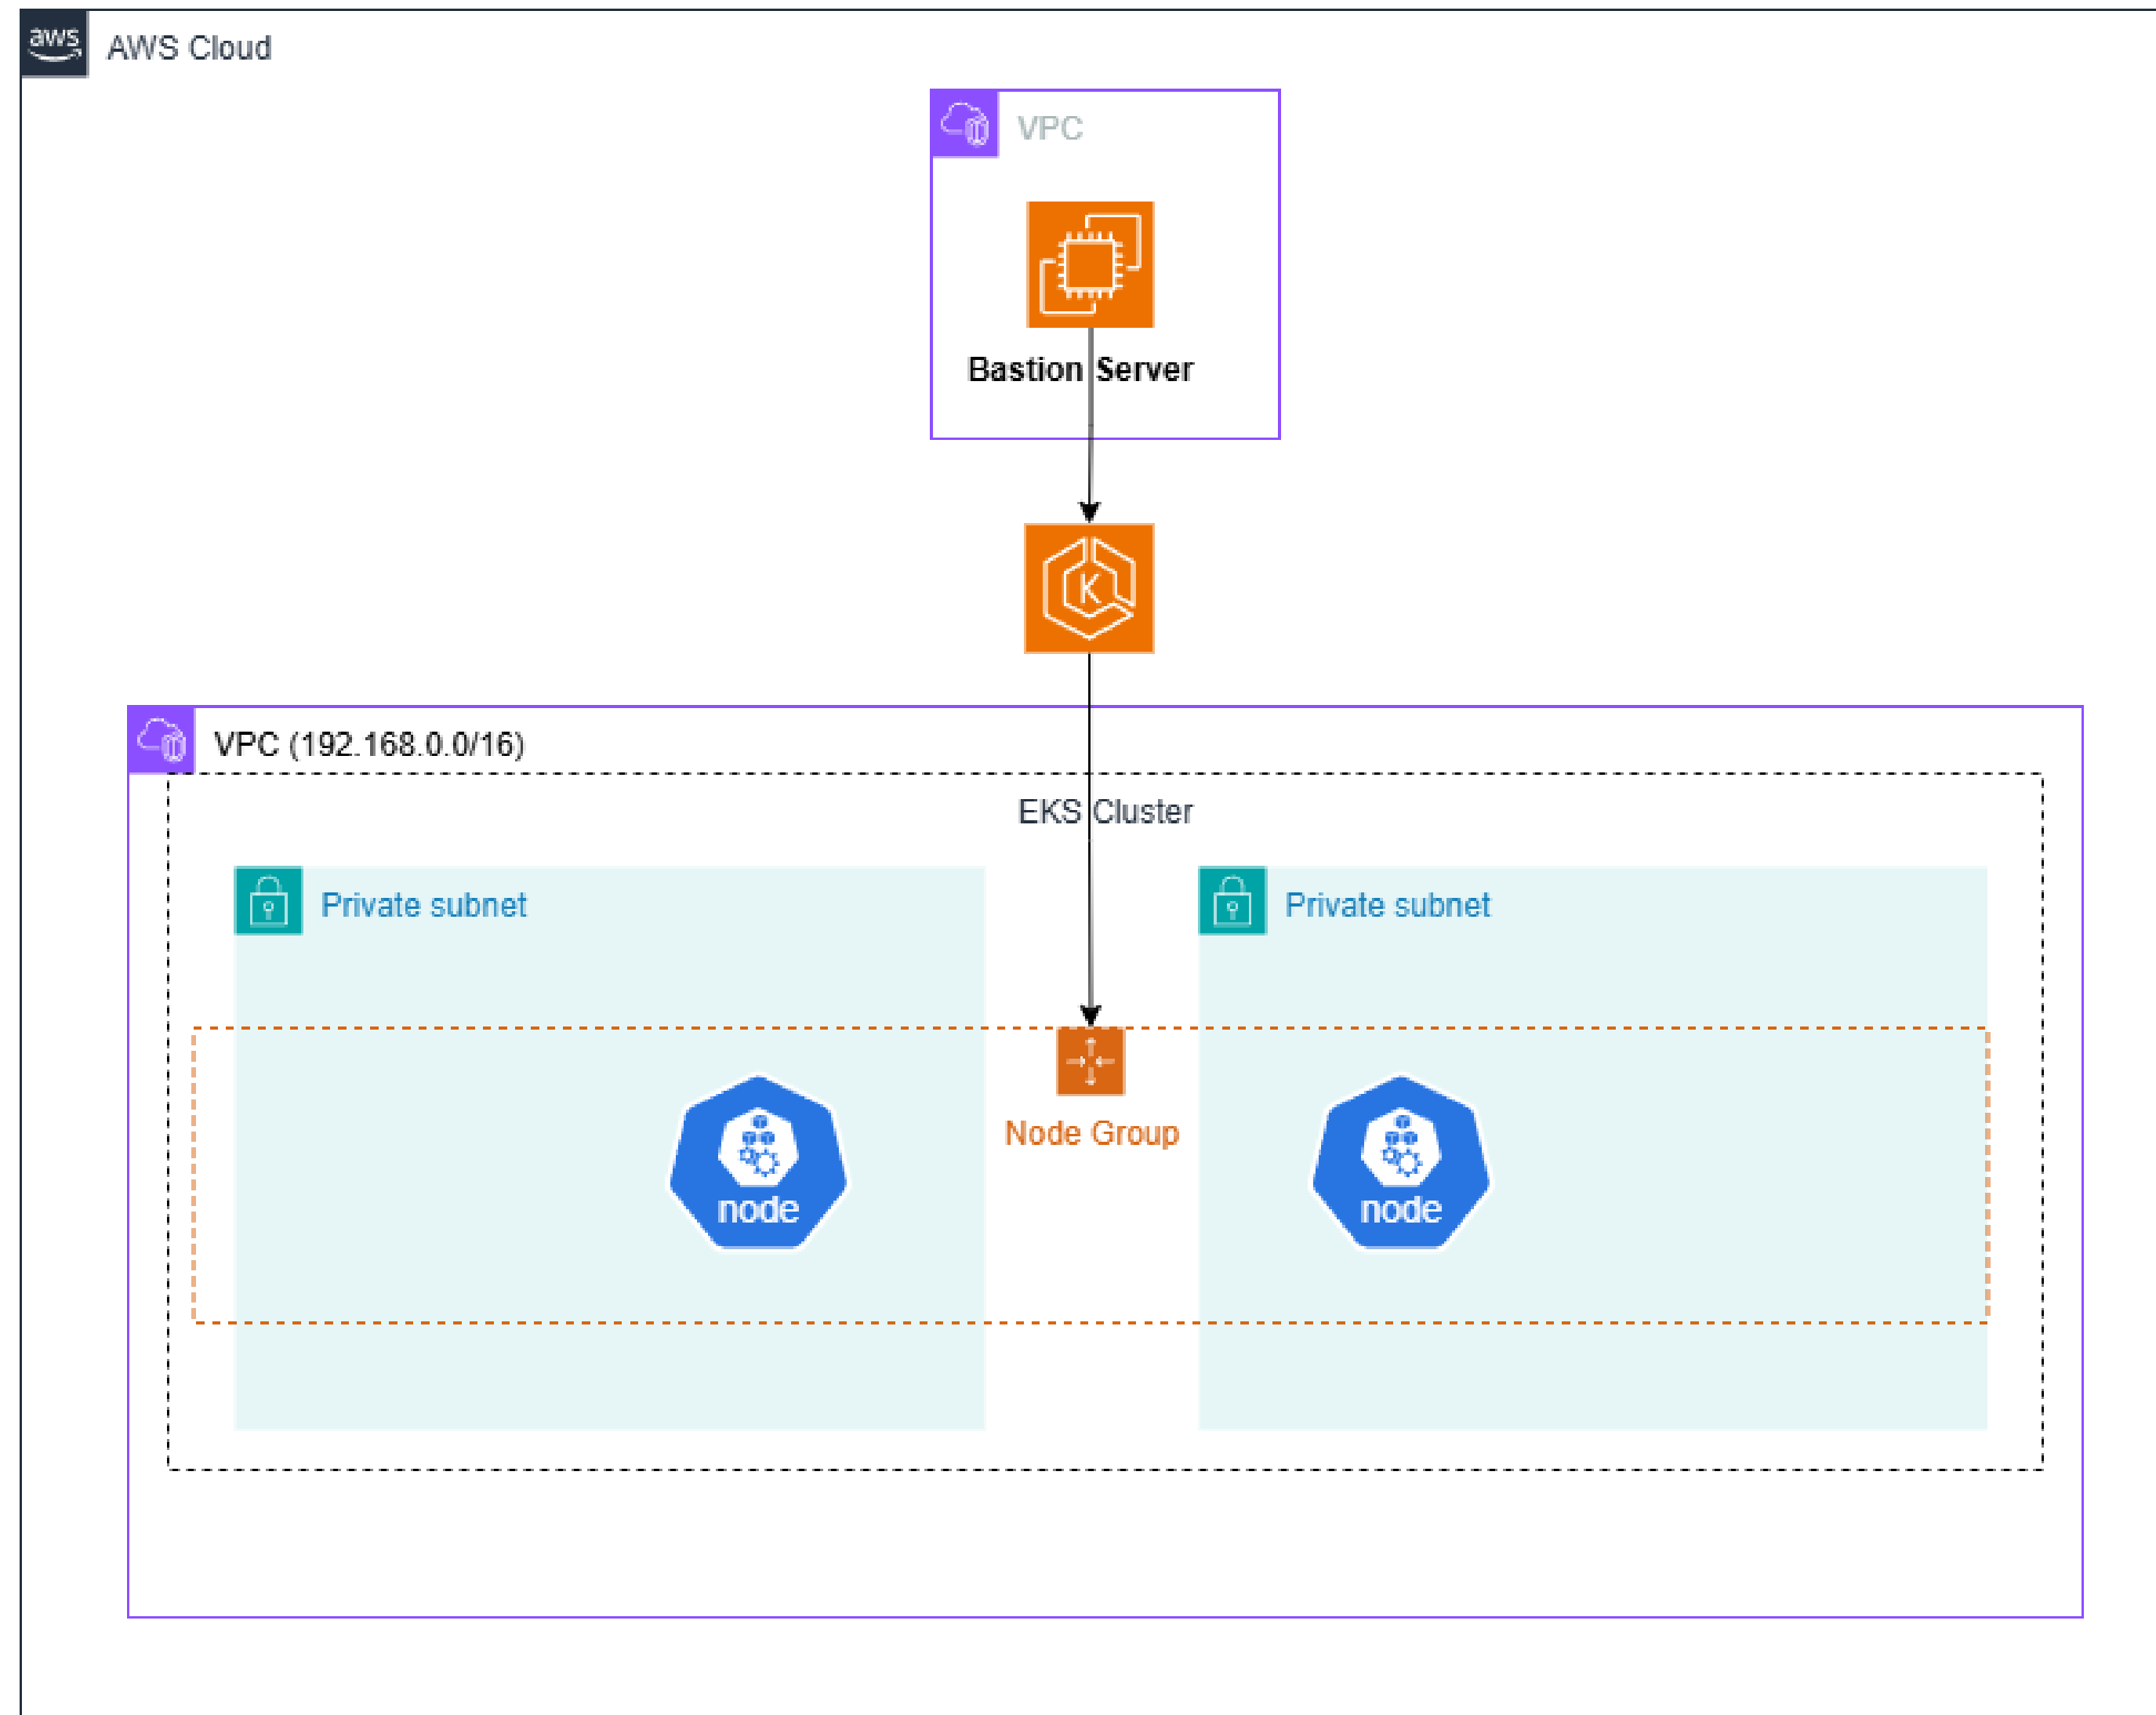 aws
AWS Cloud
VPC
Bastion Server
K
VPC (192.168.0.0/16)
EKS Cluster
Private subnet
Private subnet
Node Group
node
node